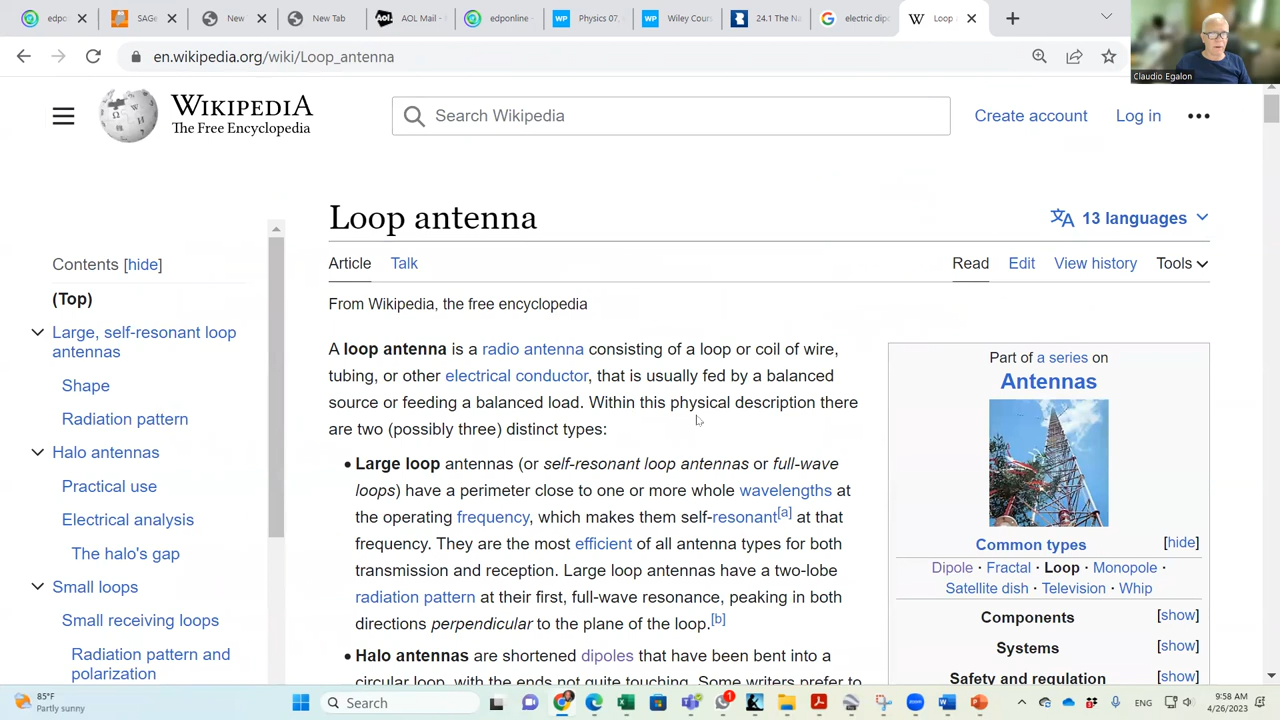 edpo
SAGe
New
New Tab
AOL Mail -
edponline
Physics 07,
Wiley Cours
24.1 The Na
electric dipo
Loop
en.wikipedia.org/wiki/Loop_antenna
Claudio Egalon
WIKIPEDIA
The Free Encyclopedia
Search Wikipedia
Create account
Log in
Loop antenna
13 languages
Contents [hide]
(Top)
Large, self-resonant loop
antennas
Shape
Radiation pattern
Halo antennas
Practical use
Electrical analysis
The halo's gap
Small loops
Small receiving loops
Radiation pattern and
polarization
Article
Talk
Read
Edit
View history
Tools
From Wikipedia, the free encyclopedia
A loop antenna is a radio antenna consisting of a loop or coil of wire,
tubing, or other electrical conductor, that is usually fed by a balanced
source or feeding a balanced load. Within this physical description there
are two (possibly three) distinct types:
• Large loop antennas (or self-resonant loop antennas or full-wave
loops) have a perimeter close to one or more whole wavelengths at
the operating frequency, which makes them self-resonant[a] at that
frequency. They are the most efficient of all antenna types for both
transmission and reception. Large loop antennas have a two-lobe
radiation pattern at their first, full-wave resonance, peaking in both
directions perpendicular to the plane of the loop.[b]
• Halo antennas are shortened dipoles that have been bent into a
circular loop, with the ends not quite touching. Some writers prefer to
Part of a series on
Antennas
Common types [hide]
Dipole · Fractal · Loop · Monopole ·
Satellite dish · Television · Whip
Components [show]
Systems [show]
Safety and regulation [show]
85°F
Partly sunny
Search
1
ENG
9:58 AM
4/26/2023